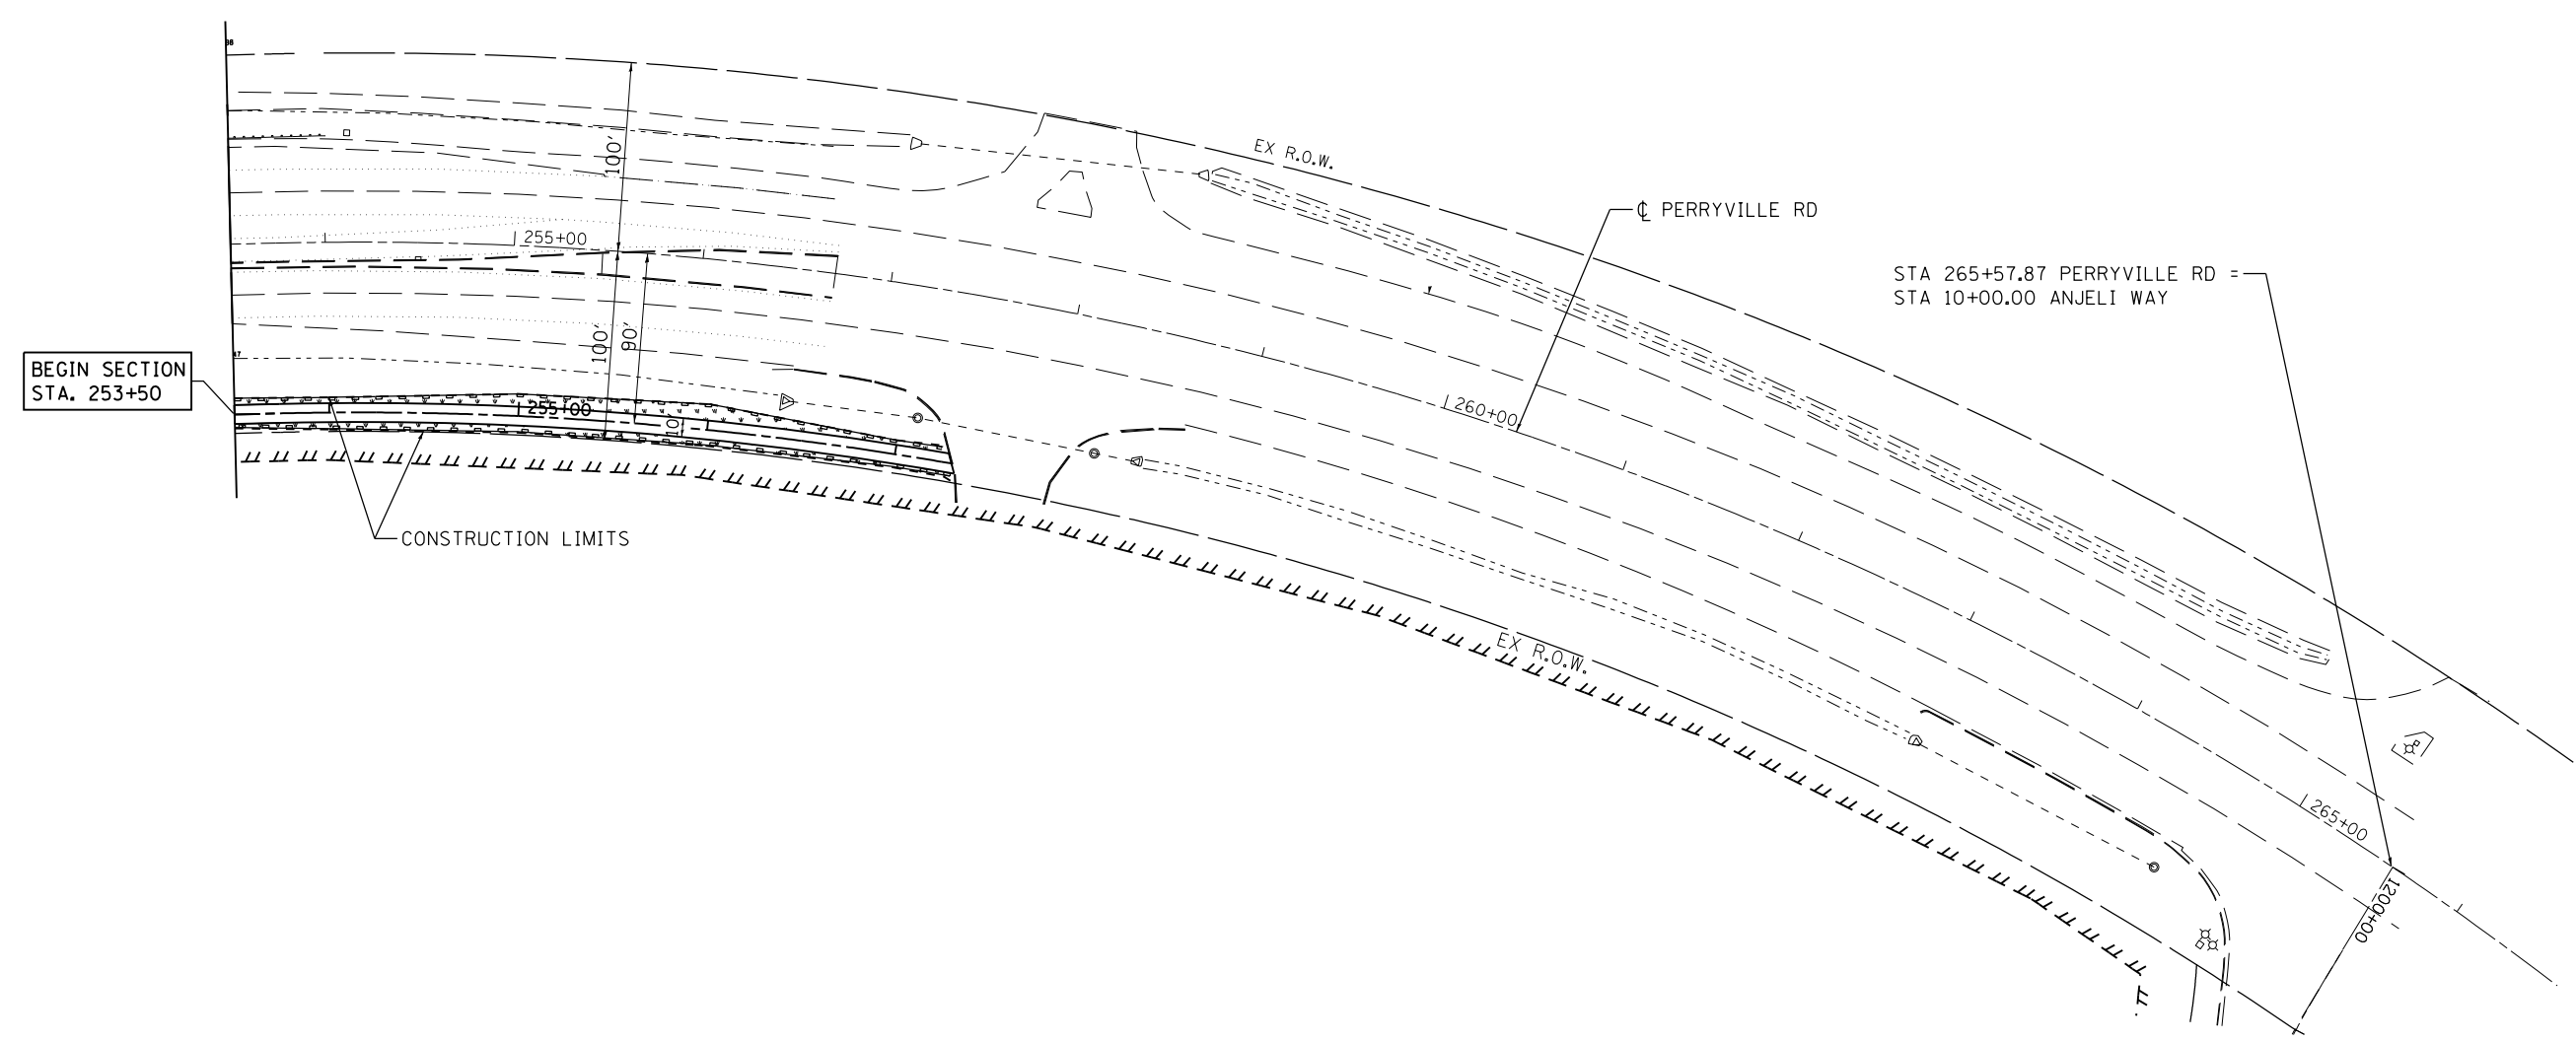 EX R.O.W.
℄ PERRYVILLE RD
100'
255+00
STA 265+57.87 PERRYVILLE RD =
STA 10+00.00 ANJELI WAY
100'
90'
BEGIN SECTION
STA. 253+50
255+00
10'
260+00
CONSTRUCTION LIMITS
EX R.O.W.
265+00
1200+00